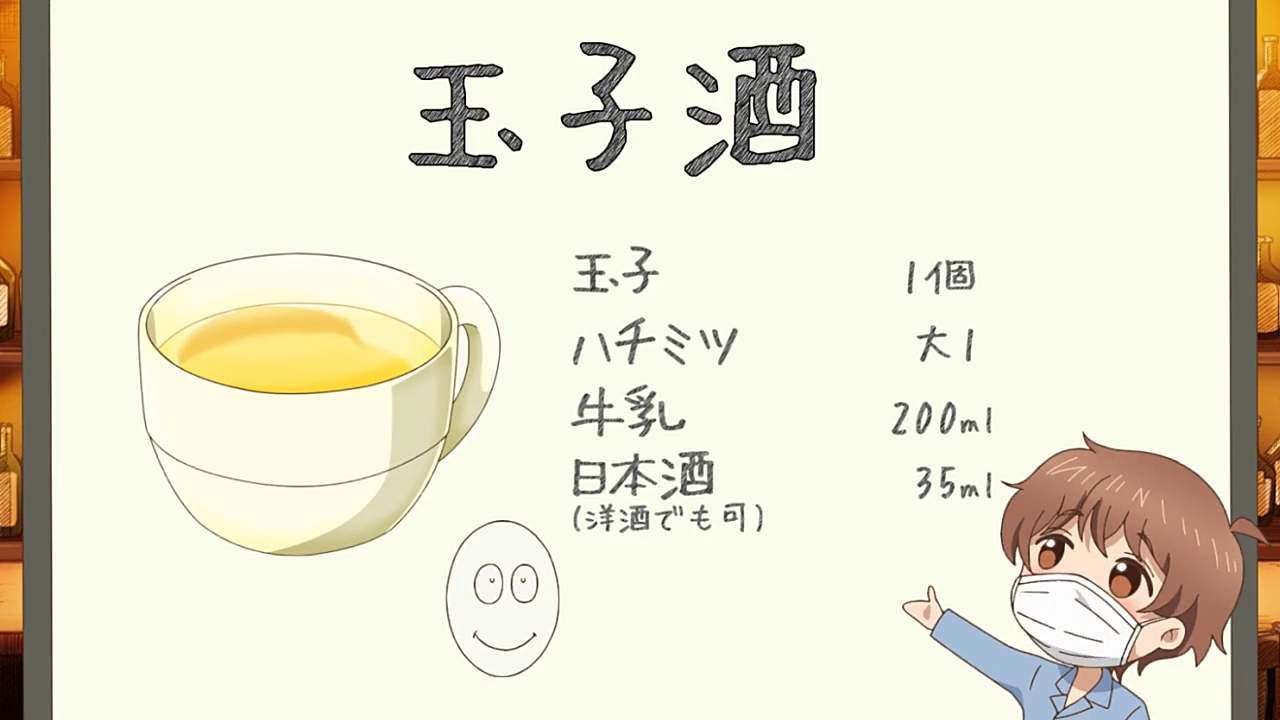 玉子酒
玉子 1個
ハチミツ 大1
牛乳 200ml
日本酒 35ml
(洋酒でも可)